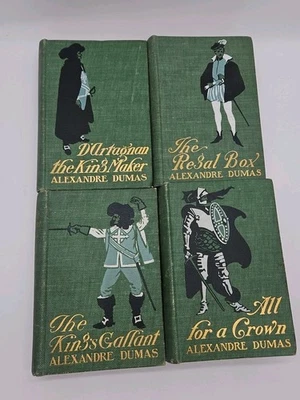 D'Artagnan
the King Maker
ALEXANDRE DUMAS
The
Regal Box
ALEXANDRE DUMAS
The
King's Gallant
ALEXANDRE DUMAS
All
for a Crown
ALEXANDRE DUMAS